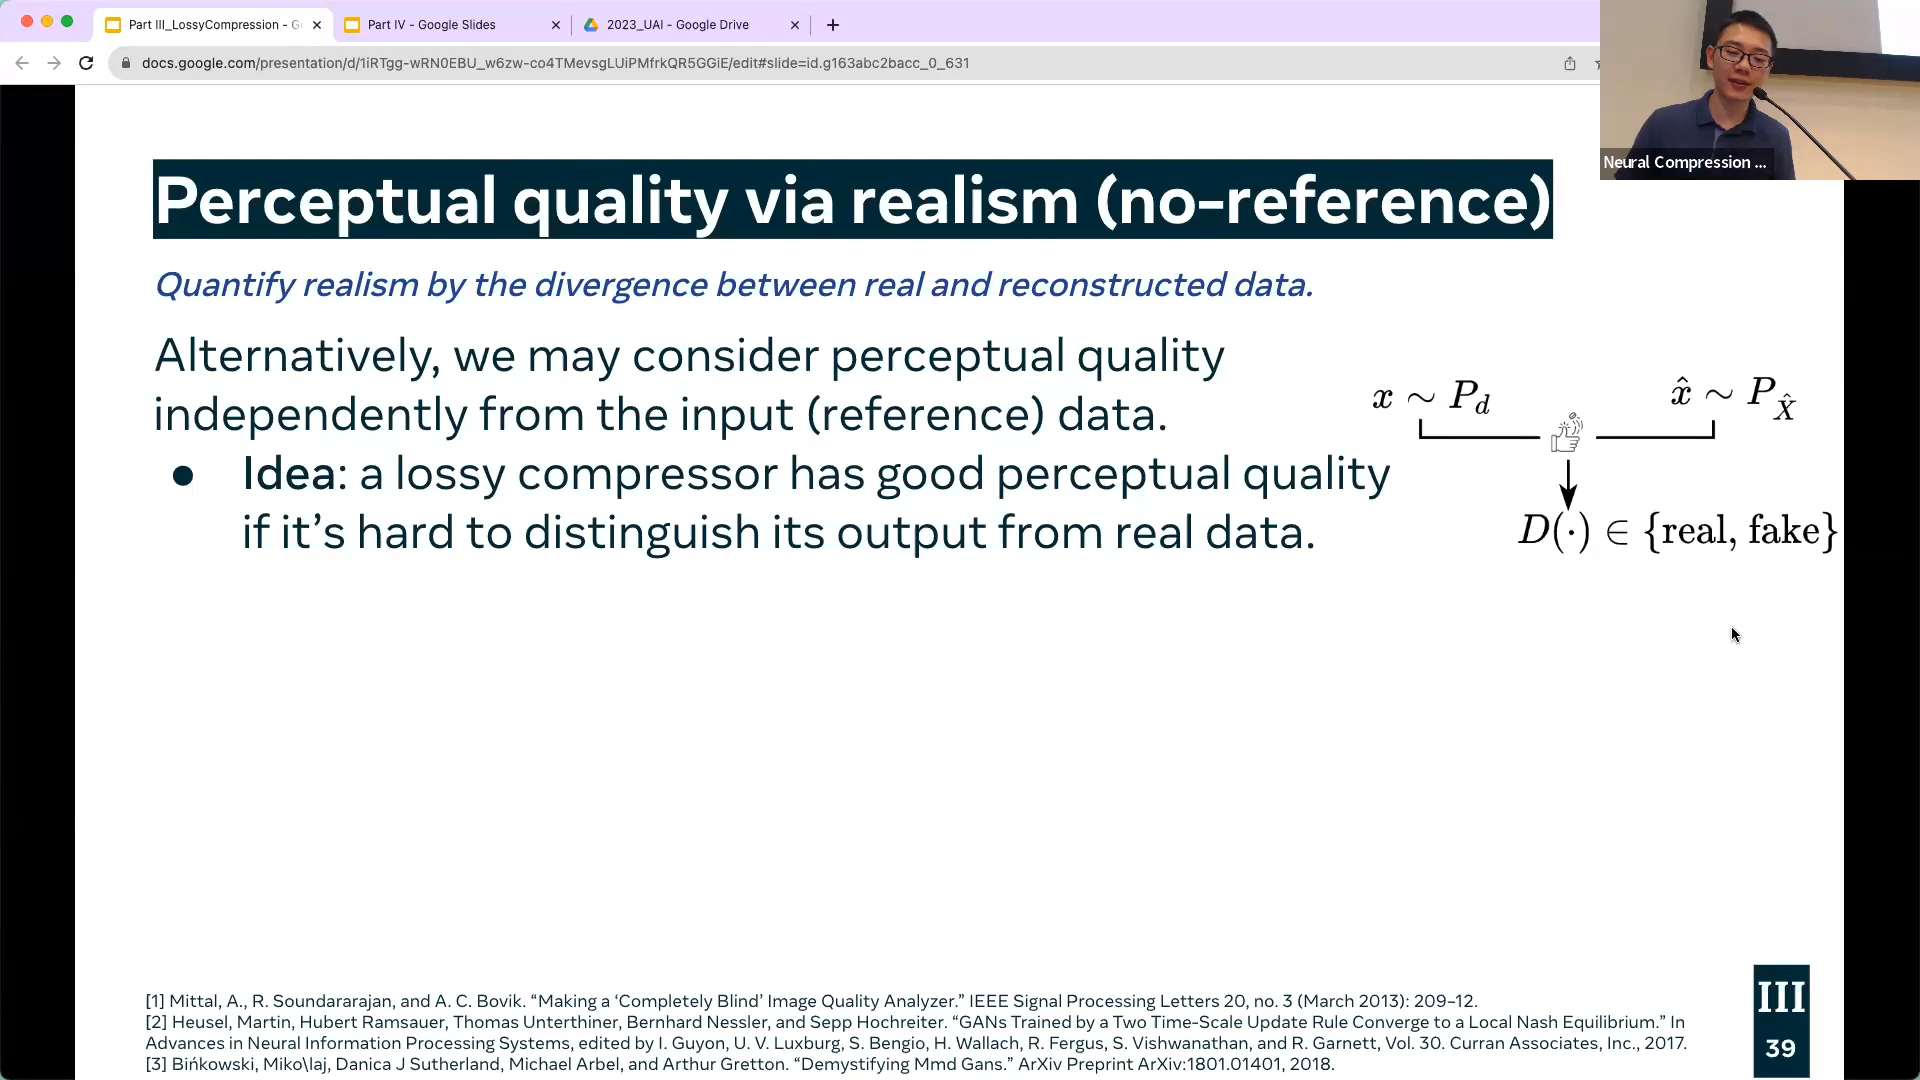 Part III_LossyCompression - G
Part IV - Google Slides
2023_UAI - Google Drive
docs.google.com/presentation/d/1iRTgg-wRN0EBU_w6zw-co4TMevsgLUiPMfrkQR5GGiE/edit#slide=id.g163abc2bacc_0_631
Neural Compression ...
Perceptual quality via realism (no-reference)
Quantify realism by the divergence between real and reconstructed data.
Alternatively, we may consider perceptual quality
independently from the input (reference) data.
● Idea: a lossy compressor has good perceptual quality
if it's hard to distinguish its output from real data.
x ~ P_d
x̂ ~ P_X̂
D(·) ∈ {real, fake}
[1] Mittal, A., R. Soundararajan, and A. C. Bovik. “Making a ‘Completely Blind’ Image Quality Analyzer.” IEEE Signal Processing Letters 20, no. 3 (March 2013): 209–12.
[2] Heusel, Martin, Hubert Ramsauer, Thomas Unterthiner, Bernhard Nessler, and Sepp Hochreiter. “GANs Trained by a Two Time-Scale Update Rule Converge to a Local Nash Equilibrium.” In
Advances in Neural Information Processing Systems, edited by I. Guyon, U. V. Luxburg, S. Bengio, H. Wallach, R. Fergus, S. Vishwanathan, and R. Garnett, Vol. 30. Curran Associates, Inc., 2017.
[3] Bińkowski, Miko\laj, Danica J Sutherland, Michael Arbel, and Arthur Gretton. “Demystifying Mmd Gans.” ArXiv Preprint ArXiv:1801.01401, 2018.
III
39